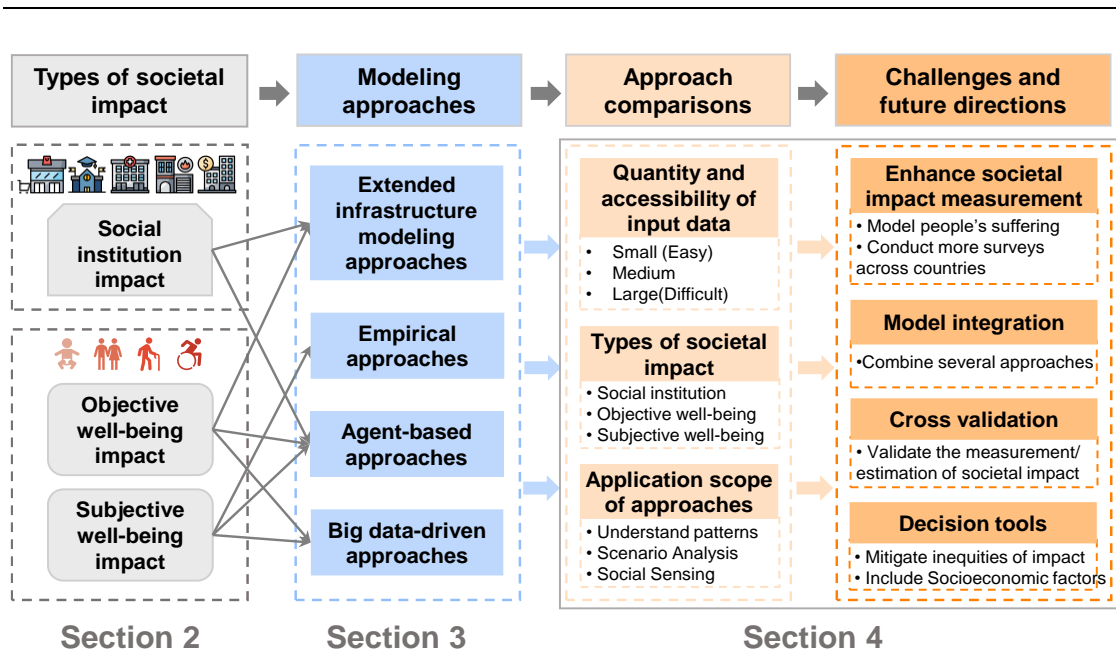 Types of societal
impact
Modeling
approaches
Approach
comparisons
Challenges and
future directions
Social
institution
impact
Objective
well-being
impact
Subjective
well-being
impact
Extended
infrastructure
modeling
approaches
Empirical
approaches
Agent-based
approaches
Big data-driven
approaches
Quantity and
accessibility of
input data
• Small (Easy)
• Medium
• Large(Difficult)
Types of societal
impact
• Social institution
• Objective well-being
• Subjective well-being
Application scope
of approaches
• Understand patterns
• Scenario Analysis
• Social Sensing
Enhance societal
impact measurement
• Model people’s suffering
• Conduct more surveys
across countries
Model integration
•Combine several approaches
Cross validation
• Validate the measurement/
estimation of societal impact
Decision tools
• Mitigate inequities of impact
• Include Socioeconomic factors
Section 2
Section 3
Section 4